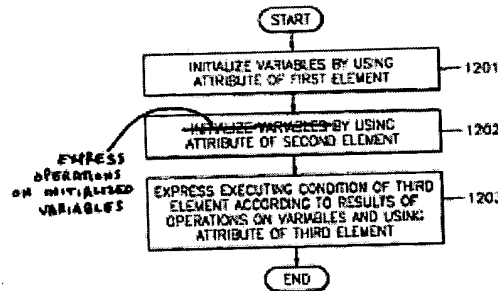 START
INITIALIZE VARIABLES BY USING
ATTRIBUTE OF FIRST ELEMENT
1201
INITIALIZE VARIABLES BY USING
ATTRIBUTE OF SECOND ELEMENT
1202
EXPRESS
OPERATIONS
ON INITIALIZED
VARIABLES
EXPRESS EXECUTING CONDITION OF THIRD
ELEMENT ACCORDING TO RESULTS OF
OPERATIONS ON VARIABLES AND USING
ATTRIBUTE OF THIRD ELEMENT
1203
END